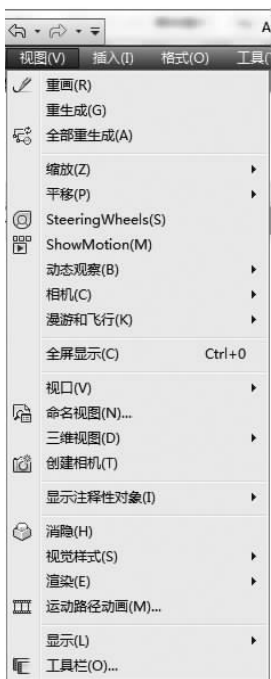 A
视图(V) 插入(I) 格式(O) 工具(
重画(R)
重生成(G)
全部重生成(A)
缩放(Z)
平移(P)
SteeringWheels(S)
ShowMotion(M)
动态观察(B)
相机(C)
漫游和飞行(K)
全屏显示(C) Ctrl+0
视口(V)
命名视图(N)...
三维视图(D)
创建相机(T)
显示注释性对象(I)
消隐(H)
视觉样式(S)
渲染(E)
运动路径动画(M)...
显示(L)
工具栏(O)...